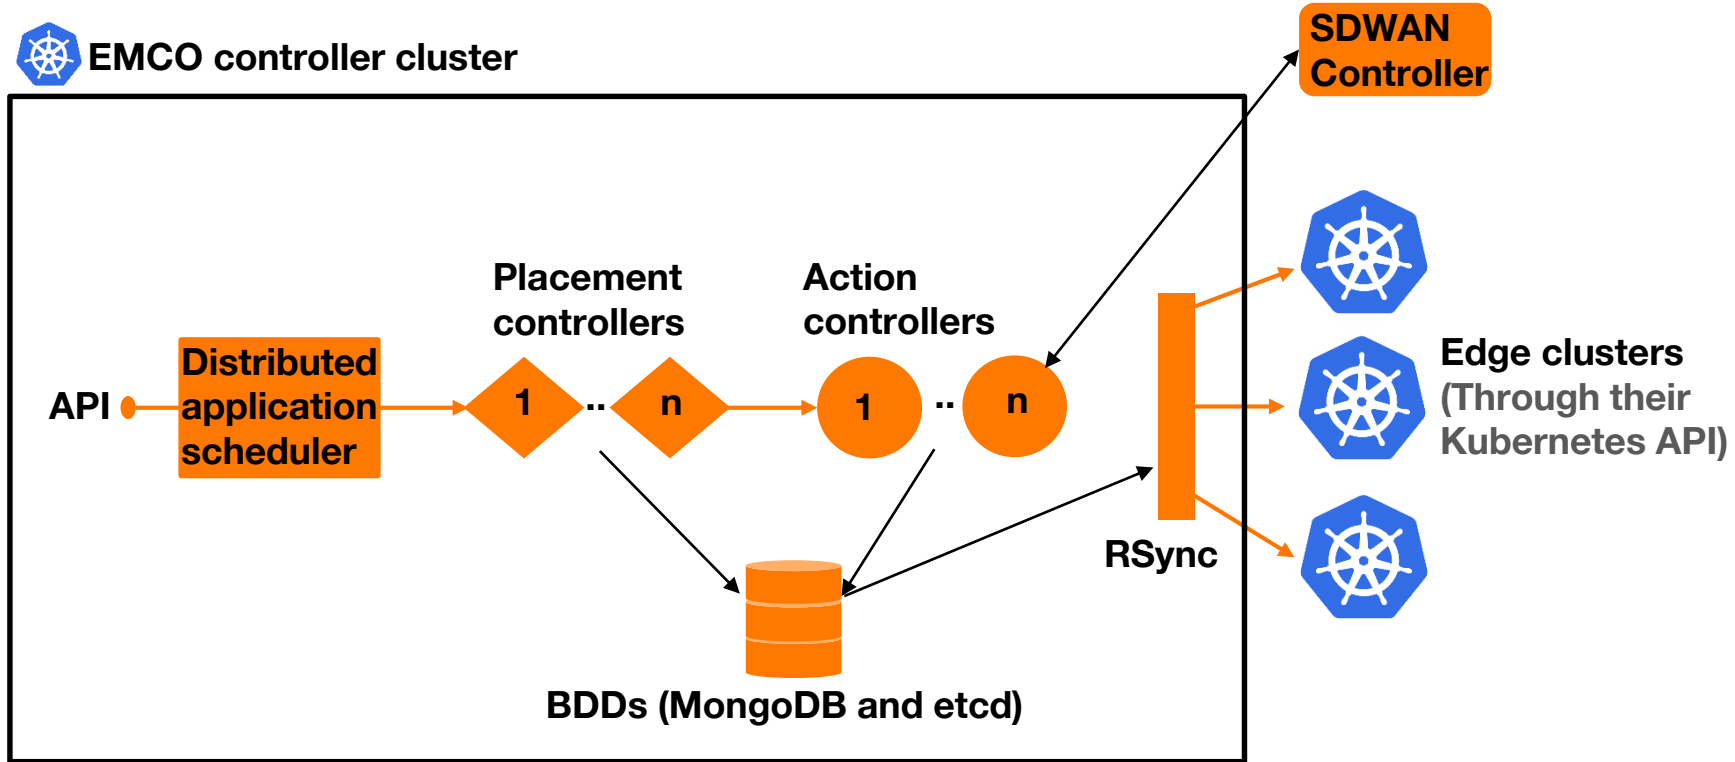 EMCO controller cluster
SDWAN
Controller
Placement
controllers
Action
controllers
API
Distributed
application
scheduler
1
..
n
1
..
n
Edge clusters
(Through their
Kubernetes API)
RSync
BDDs (MongoDB and etcd)